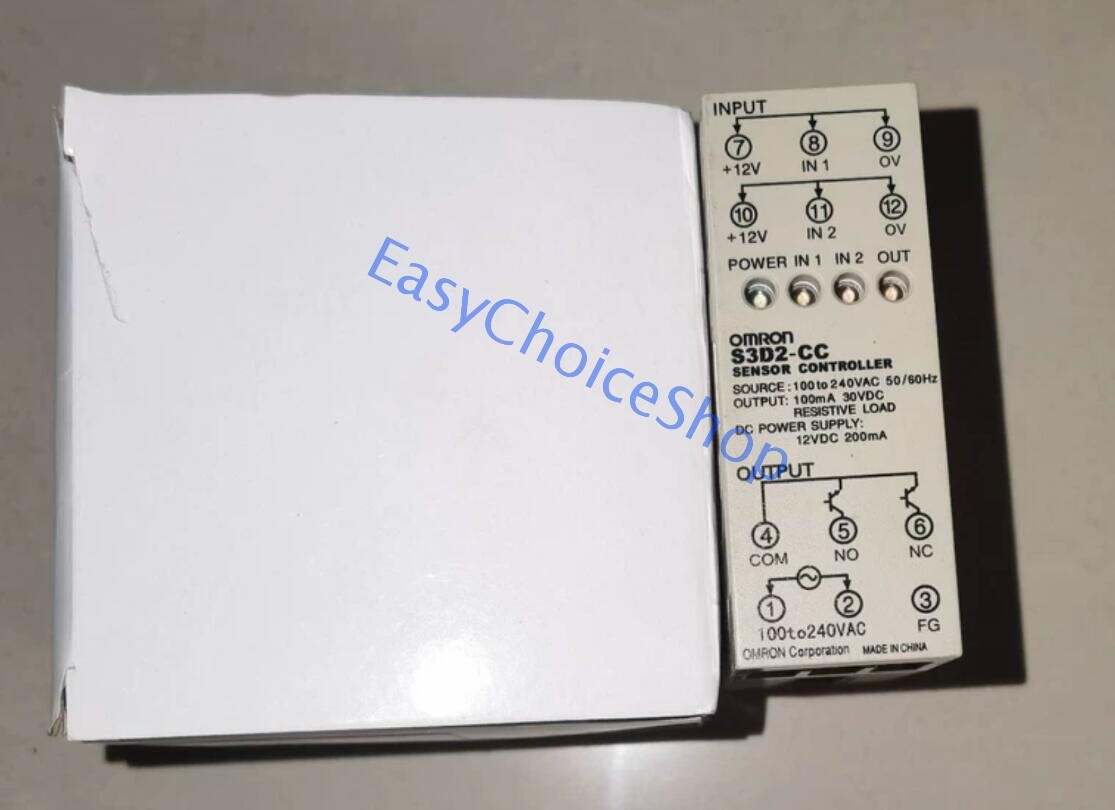 INPUT
7 8 9
+12V IN 1 OV
10 11 12
+12V IN 2 OV
POWER IN 1 IN 2 OUT
OMRON
S3D2-CC
SENSOR CONTROLLER
SOURCE: 100 to 240VAC 50/60Hz
OUTPUT: 100mA 30VDC
RESISTIVE LOAD
DC POWER SUPPLY:
12VDC 200mA
OUTPUT
4 5 6
COM NO NC
1 2 3
100to240VAC FG
OMRON Corporation MADE IN CHINA
EasyChoiceShop